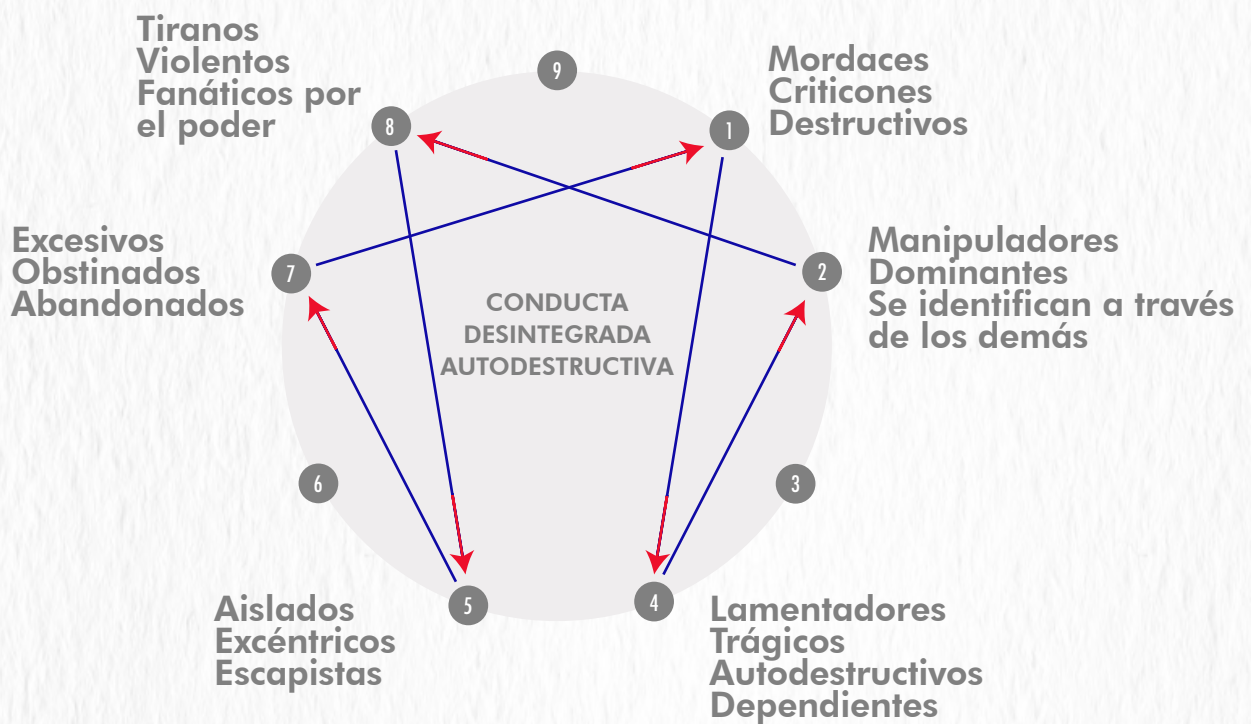 Tiranos
Violentos
Fanáticos por
el poder
9
Mordaces
Criticones
Destructivos
8
1
Excesivos
Obstinados
Abandonados
7
2
Manipuladores
Dominantes
Se identifican a través
de los demás
CONDUCTA
DESINTEGRADA
AUTODESTRUCTIVA
6
3
Aislados
Excéntricos
Escapistas
5
4
Lamentadores
Trágicos
Autodestructivos
Dependientes